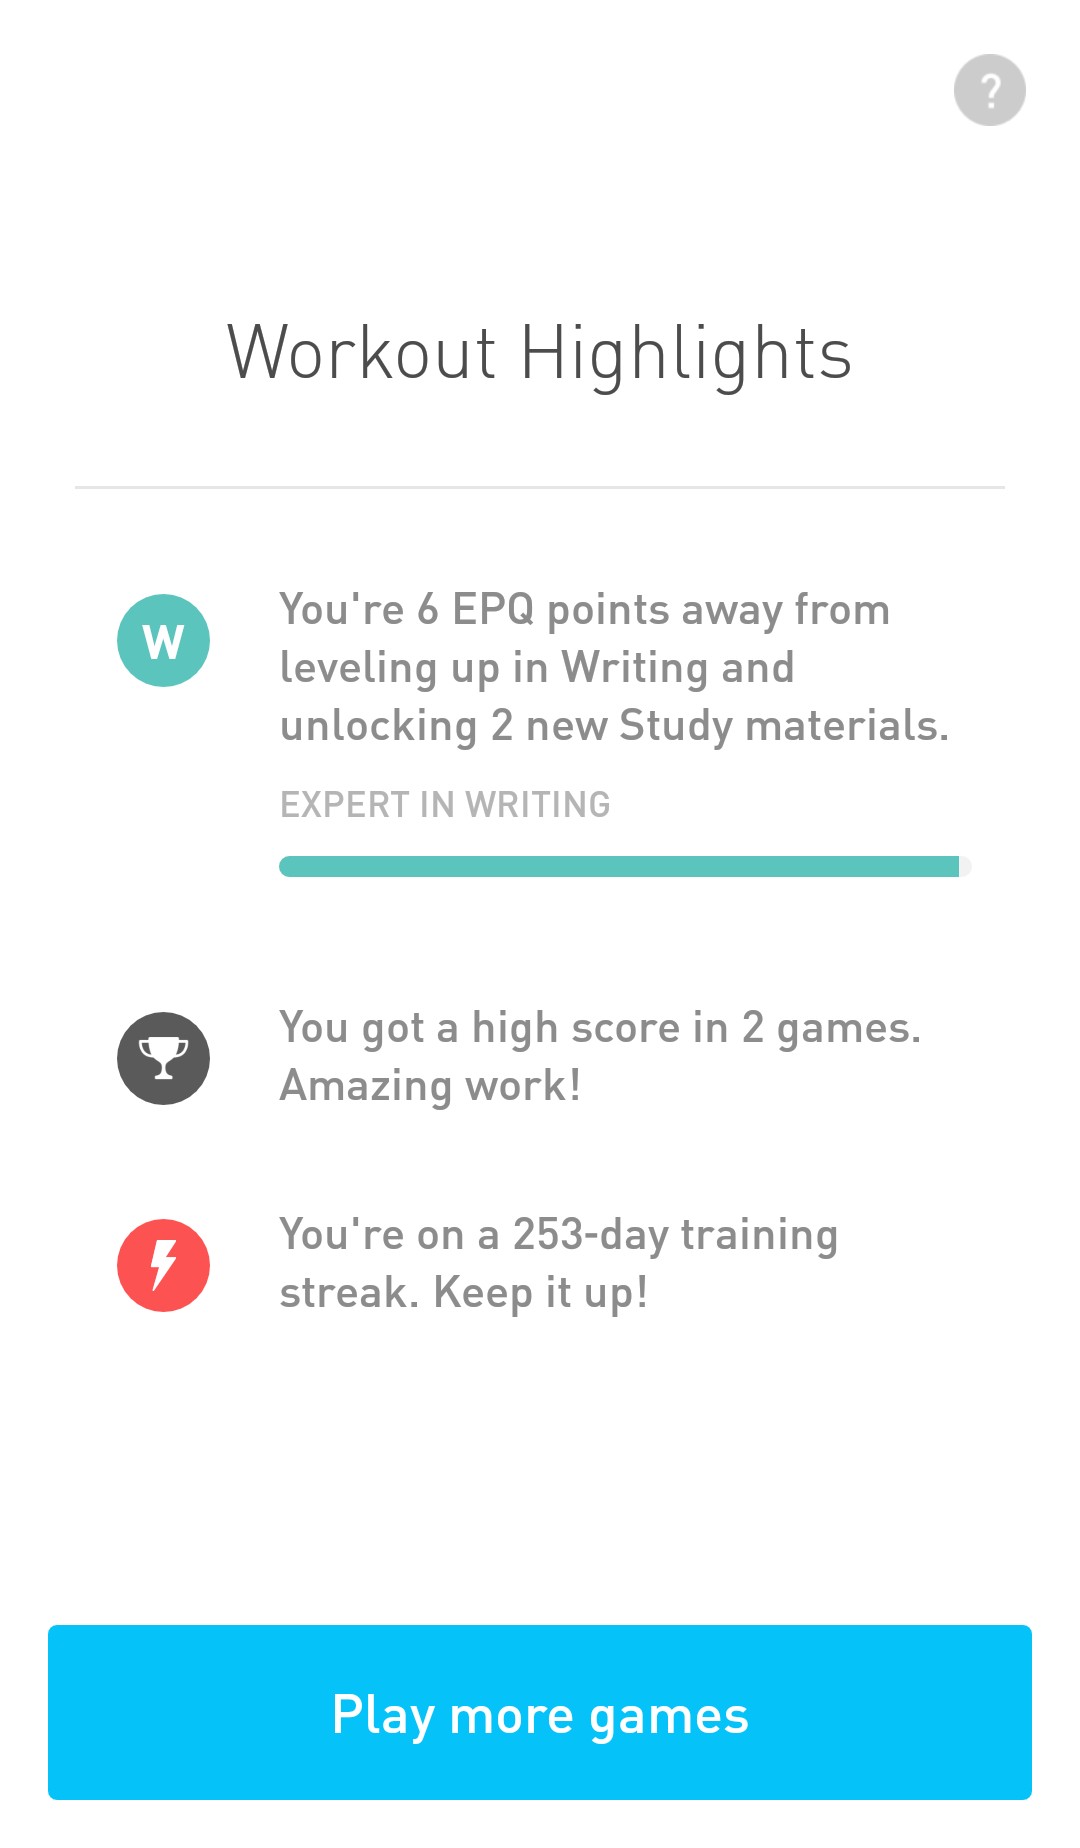 ?
Workout Highlights
W
You're 6 EPQ points away from
leveling up in Writing and
unlocking 2 new Study materials.
EXPERT IN WRITING
You got a high score in 2 games.
Amazing work!
You're on a 253-day training
streak. Keep it up!
Play more games